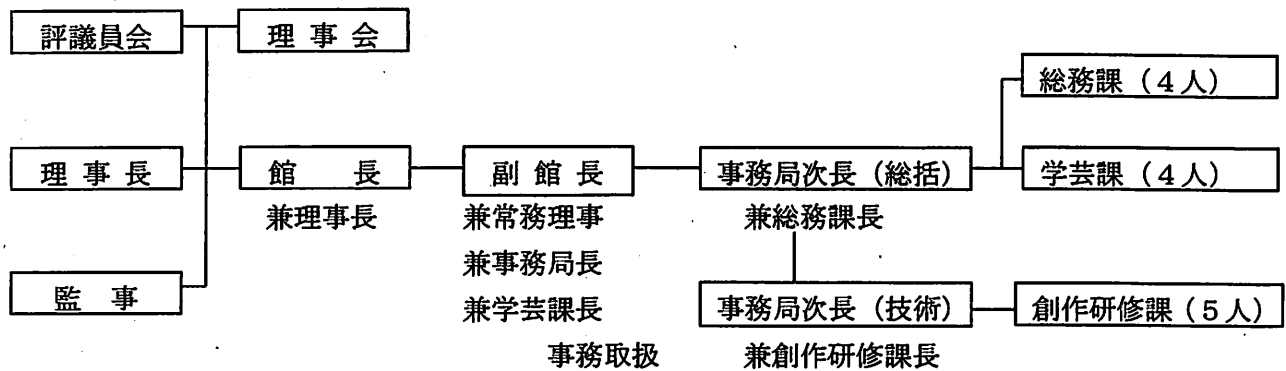 評議員会
理事会
総務課（4人）
理事長
館　　長
副館長
事務局次長（総括）
学芸課（4人）
兼理事長
兼常務理事
兼総務課長
兼事務局長
監　事
兼学芸課長
事務局次長（技術）
創作研修課（5人）
事務取扱
兼創作研修課長